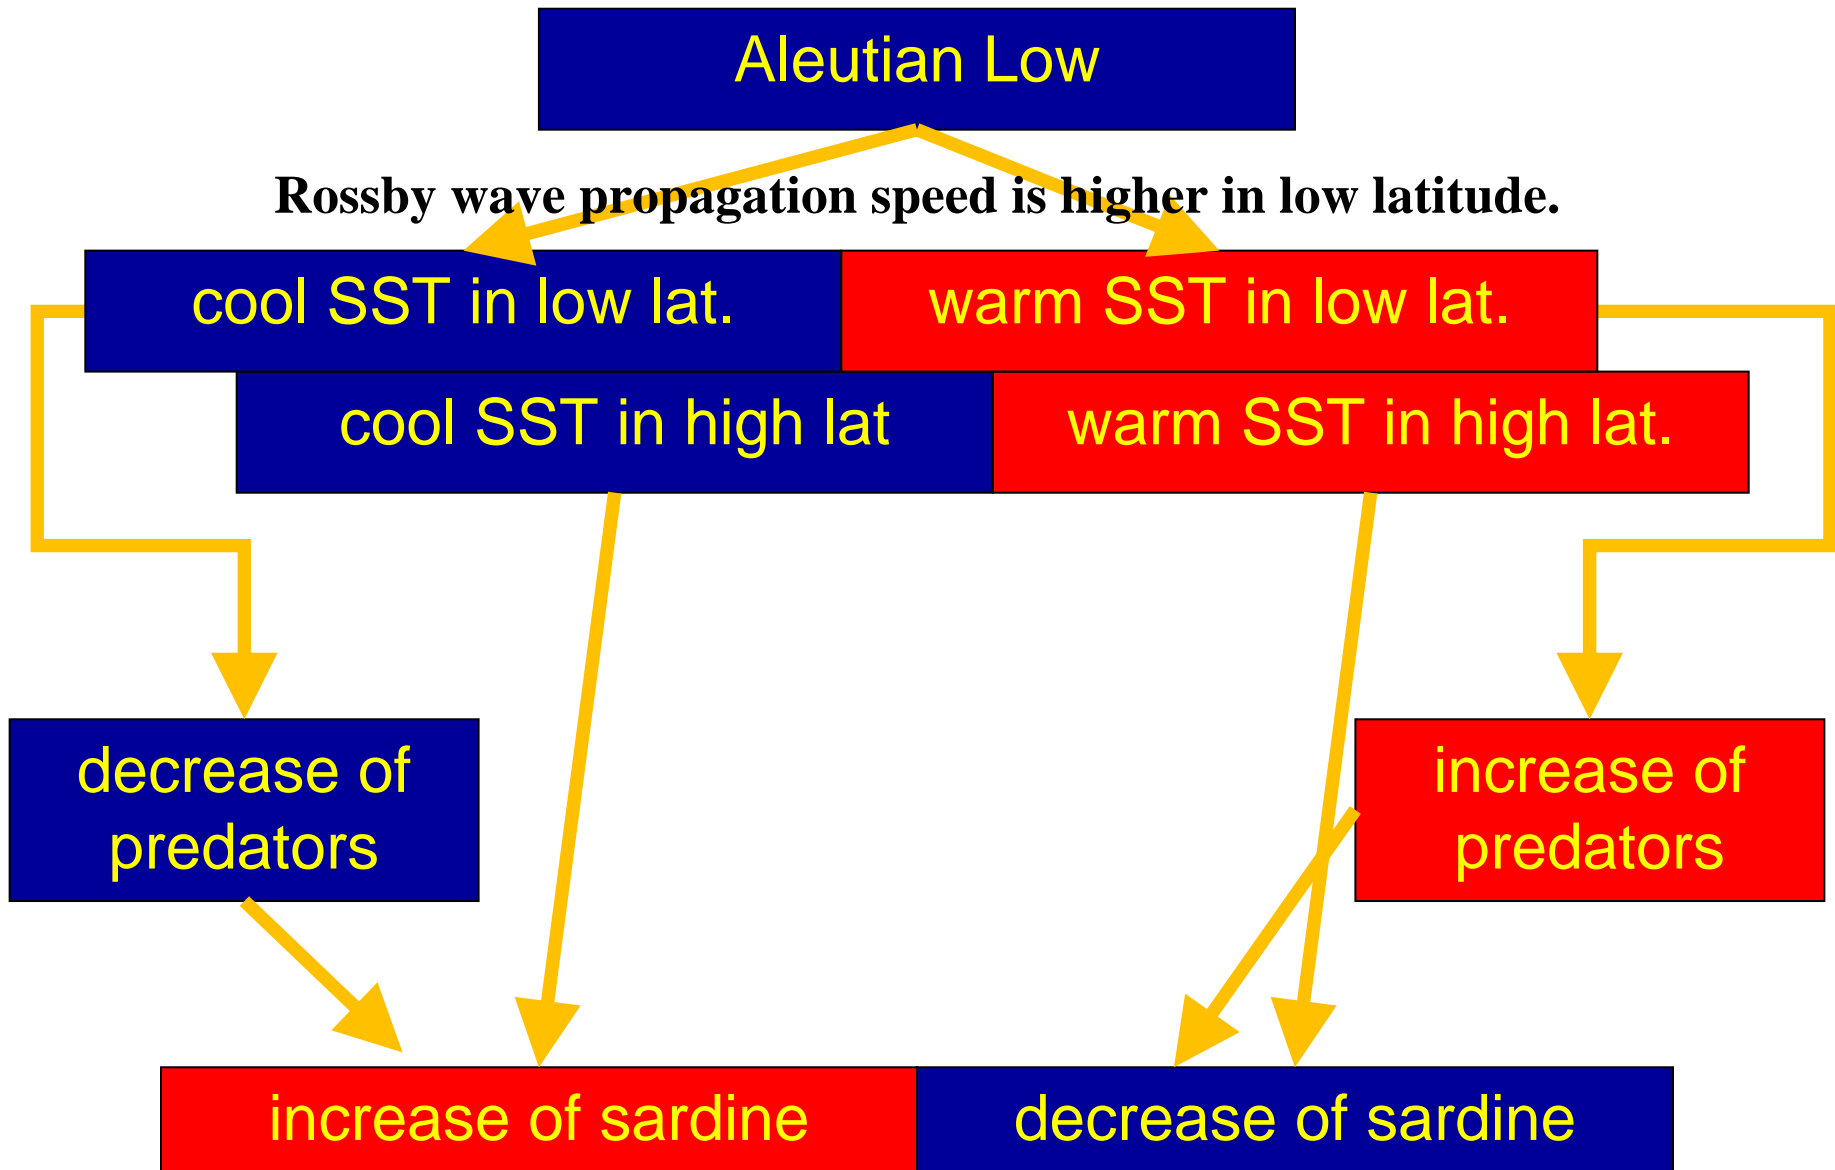 Aleutian Low
Rossby wave propagation speed is higher in low latitude.
cool SST in low lat.
warm SST in low lat.
cool SST in high lat
warm SST in high lat.
decrease of
predators
increase of
predators
increase of sardine
decrease of sardine